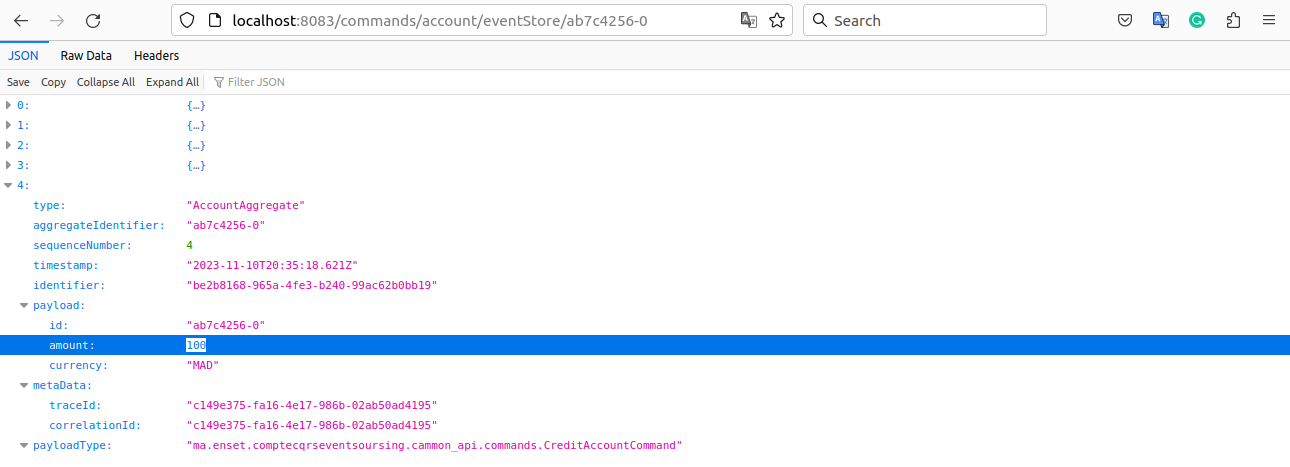 localhost:8083/commands/account/eventStore/ab7c4256-0 Search
JSON Raw Data Headers
Save Copy Collapse All Expand All Filter JSON
0: {…}
1: {…}
2: {…}
3: {…}
4:
type: "AccountAggregate"
aggregateIdentifier: "ab7c4256-0"
sequenceNumber: 4
timestamp: "2023-11-10T20:35:18.621Z"
identifier: "be2b8168-965a-4fe3-b240-99ac62b0bb19"
payload:
id: "ab7c4256-0"
amount: 100
currency: "MAD"
metaData:
traceId: "c149e375-fa16-4e17-986b-02ab50ad4195"
correlationId: "c149e375-fa16-4e17-986b-02ab50ad4195"
payloadType: "ma.enset.comptecqrseventsoursing.cammon_api.commands.CreditAccountCommand"